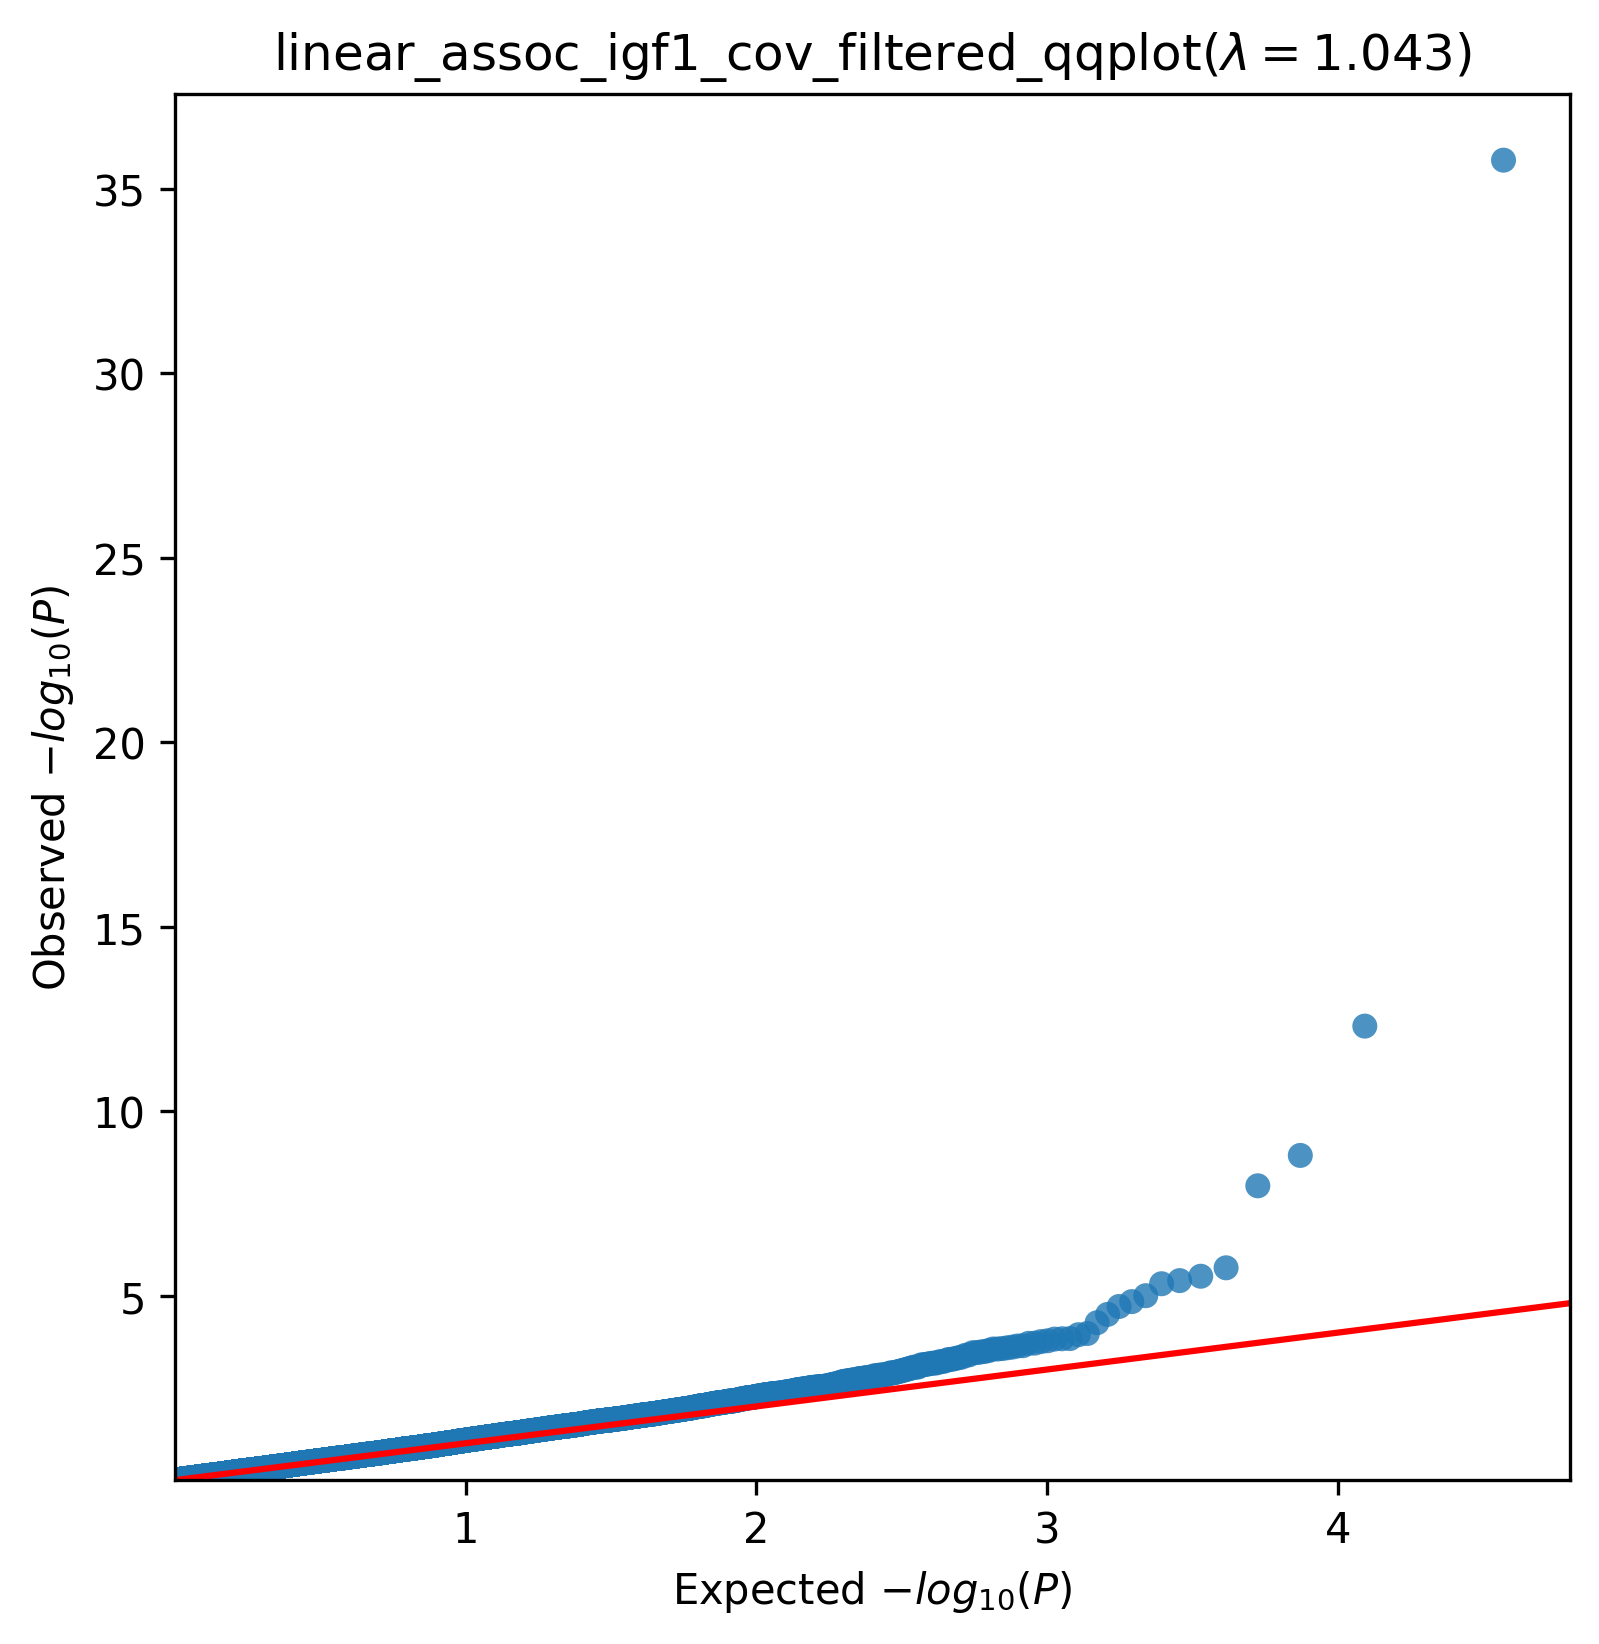 linear_assoc_igf1_cov_filtered_qqplot(λ = 1.043)
35
30
25
20
15
10
5
Observed −log₁₀(P)
1 2 3 4
Expected −log₁₀(P)